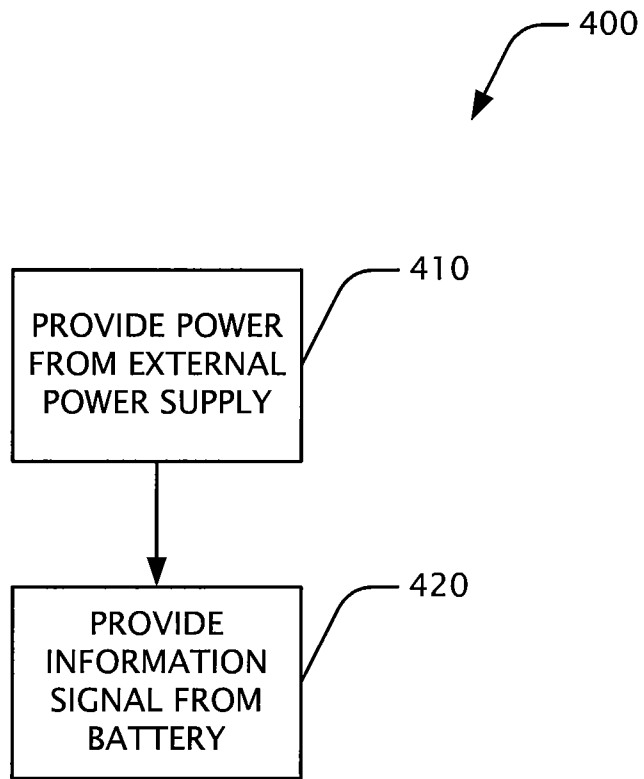 400
410
PROVIDE POWER
FROM EXTERNAL
POWER SUPPLY
420
PROVIDE
INFORMATION
SIGNAL FROM
BATTERY